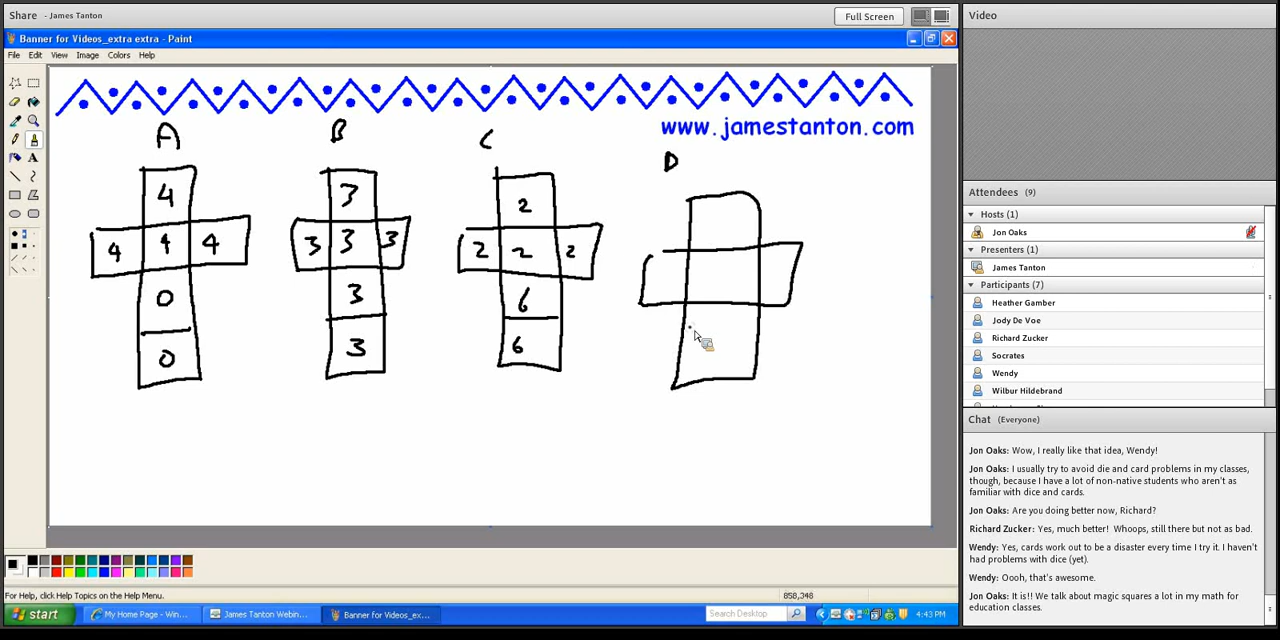 Share - James Tanton
Full Screen
Video
Banner for Videos_extra extra - Paint
File Edit View Image Colors Help
www.jamestanton.com
A B C D
4 3 2
4 4 4 3 3 3 2 2 2
0 3 6
0 3 6
Attendees (9)
Hosts (1)
Jon Oaks
Presenters (1)
James Tanton
Participants (7)
Heather Gamber
Jody De Voe
Richard Zucker
Socrates
Wendy
Wilbur Hildebrand
Chat (Everyone)
Jon Oaks: Wow, I really like that idea, Wendy!
Jon Oaks: I usually try to avoid die and card problems in my classes,
though, because I have a lot of non-native students who aren't as
familiar with dice and cards.
Jon Oaks: Are you doing better now, Richard?
Richard Zucker: Yes, much better! Whoops, still there but not as bad.
Wendy: Yes, cards work out to be a disaster every time I try it. I haven't
had problems with dice (yet).
Wendy: Oooh, that's awesome.
Jon Oaks: It is!! We talk about magic squares a lot in my math for
education classes.
For Help, click Help Topics on the Help Menu.
858,348
start
My Home Page - Win...
James Tanton Webin...
Banner for Videos_ex...
Search Desktop
4:43 PM